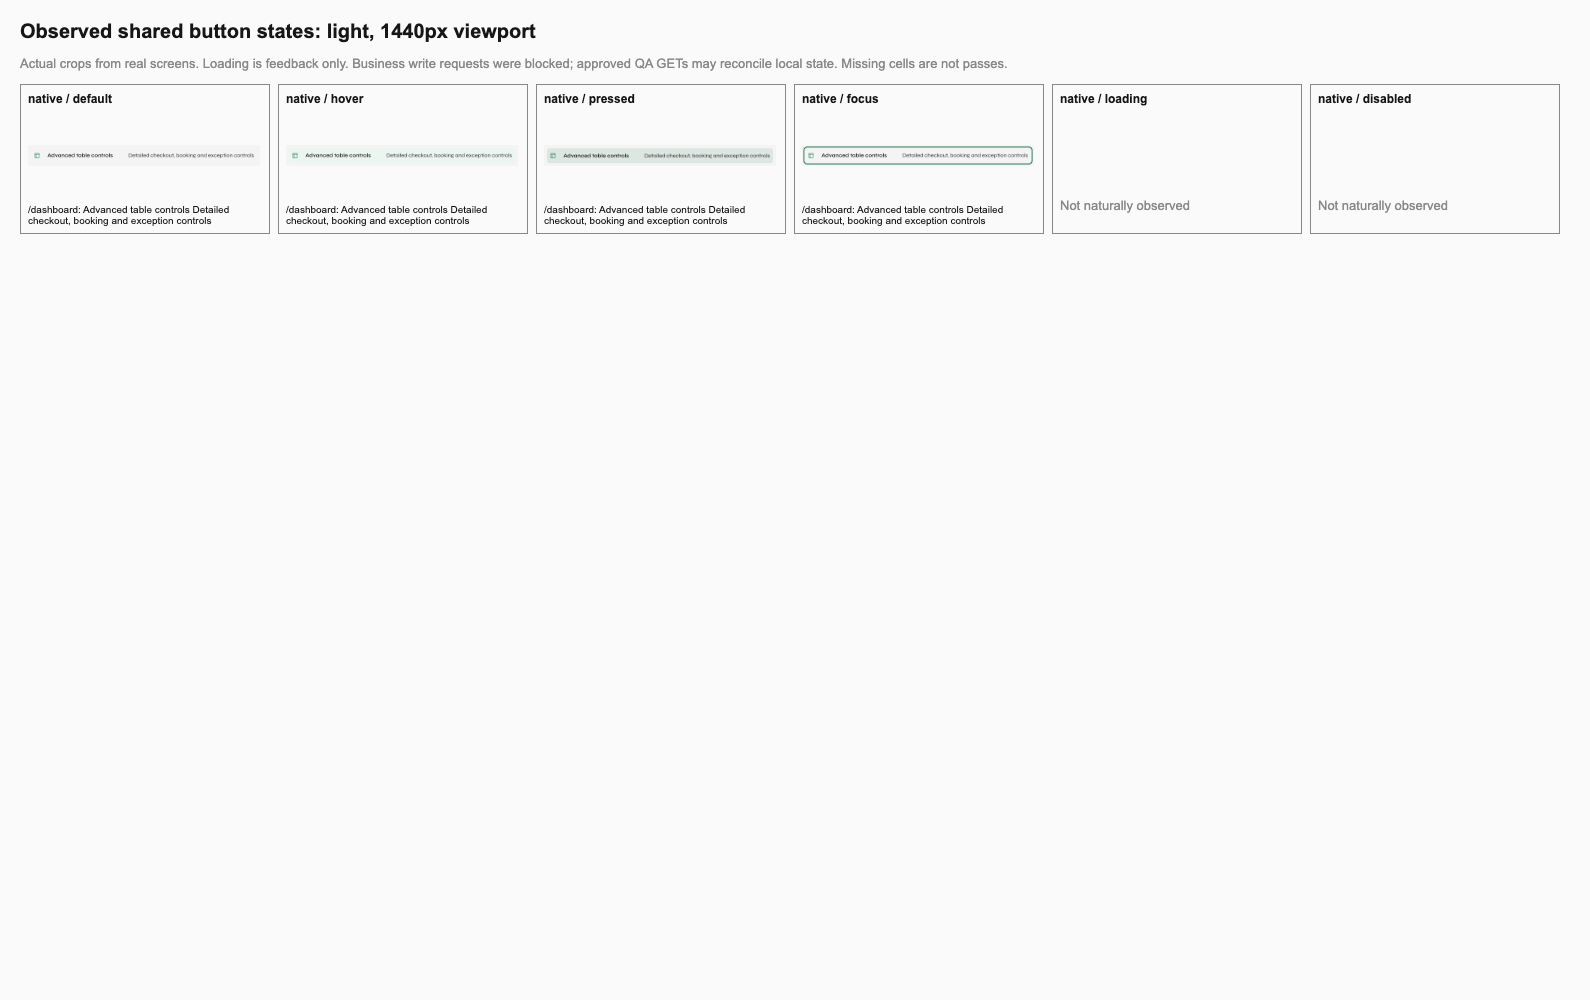 Observed shared button states: light, 1440px viewport
Actual crops from real screens. Loading is feedback only. Business write requests were blocked; approved QA GETs may reconcile local state. Missing cells are not passes.
native / default
Advanced table controls Detailed checkout, booking and exception controls
/dashboard: Advanced table controls Detailed
checkout, booking and exception controls
native / hover
Advanced table controls Detailed checkout, booking and exception controls
/dashboard: Advanced table controls Detailed
checkout, booking and exception controls
native / pressed
Advanced table controls Detailed checkout, booking and exception controls
/dashboard: Advanced table controls Detailed
checkout, booking and exception controls
native / focus
Advanced table controls Detailed checkout, booking and exception controls
/dashboard: Advanced table controls Detailed
checkout, booking and exception controls
native / loading
Not naturally observed
native / disabled
Not naturally observed